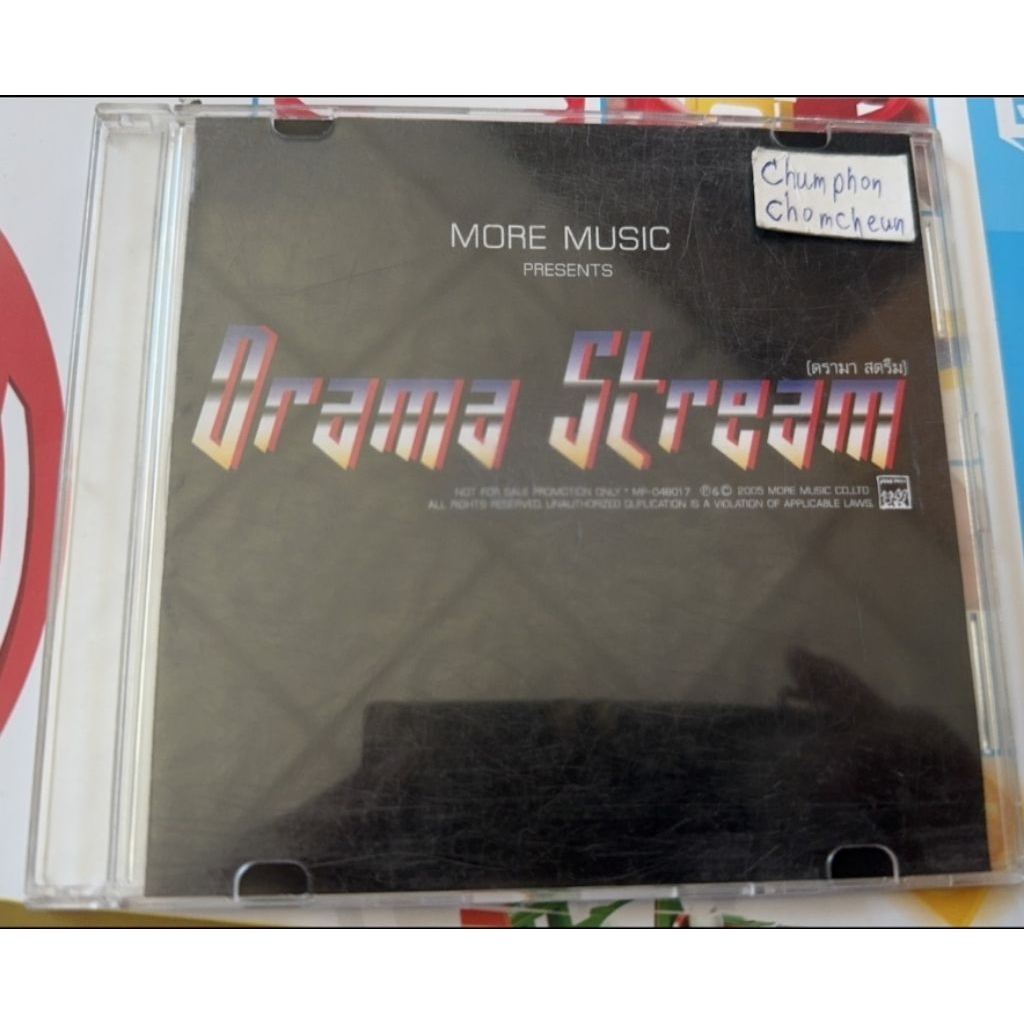 Chumphon
Chomcheun
MORE MUSIC
PRESENTS
Drama Stream
(ดรามา สตรีม)
NOT FOR SALE PROMOTION ONLY * MP-048017 ℗&© 2005 MORE MUSIC CO.,LTD
ALL RIGHTS RESERVED. UNAUTHORIZED DUPLICATION IS A VIOLATION OF APPLICABLE LAWS.